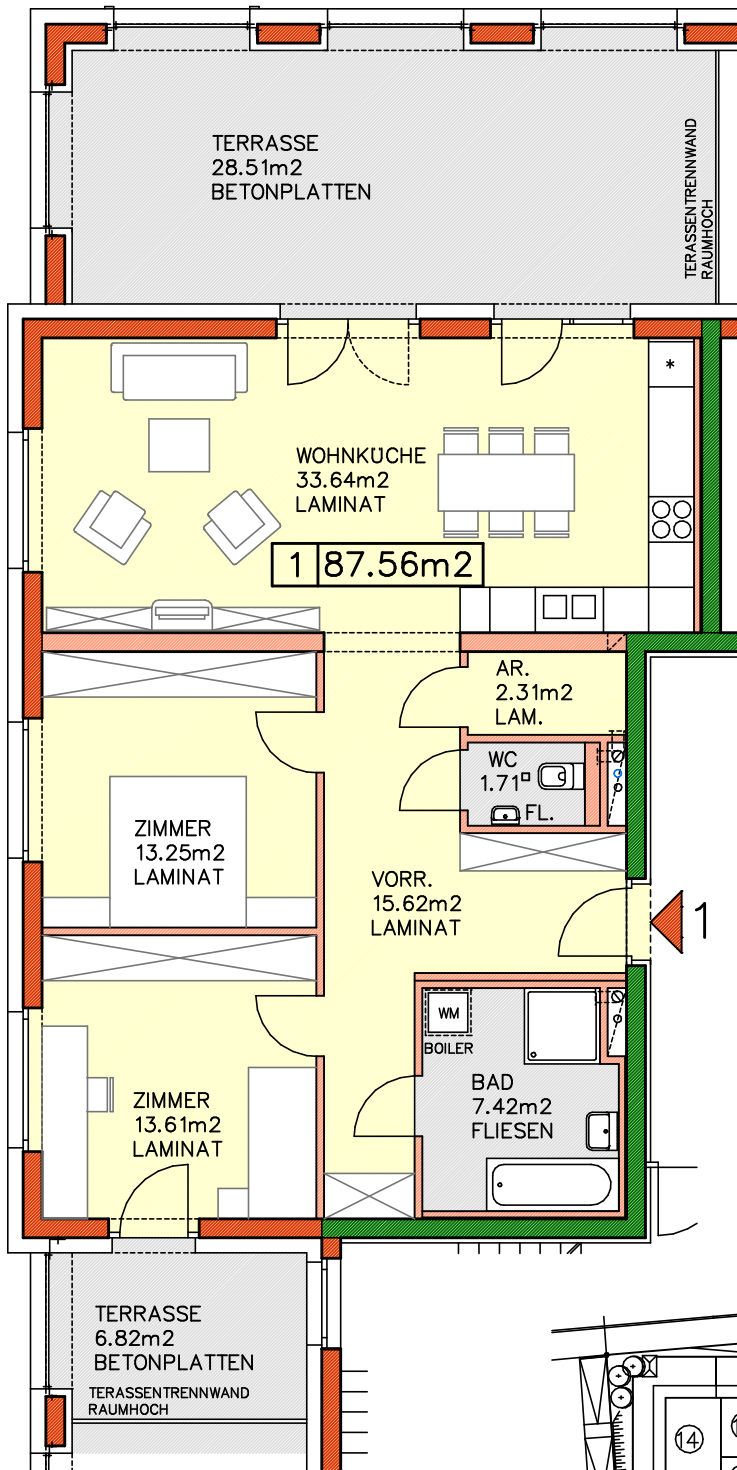 TERRASSE
28.51m2
BETONPLATTEN
TERASSENTRENNWAND
RAUMHOCH
WOHNKÜCHE
33.64m2
LAMINAT
1 87.56m2
AR.
2.31m2
LAM.
WC
1.71
FL.
ZIMMER
13.25m2
LAMINAT
VORR.
15.62m2
LAMINAT
1
WM
BOILER
BAD
7.42m2
FLIESEN
ZIMMER
13.61m2
LAMINAT
TERRASSE
6.82m2
BETONPLATTEN
TERASSENTRENNWAND
RAUMHOCH
14